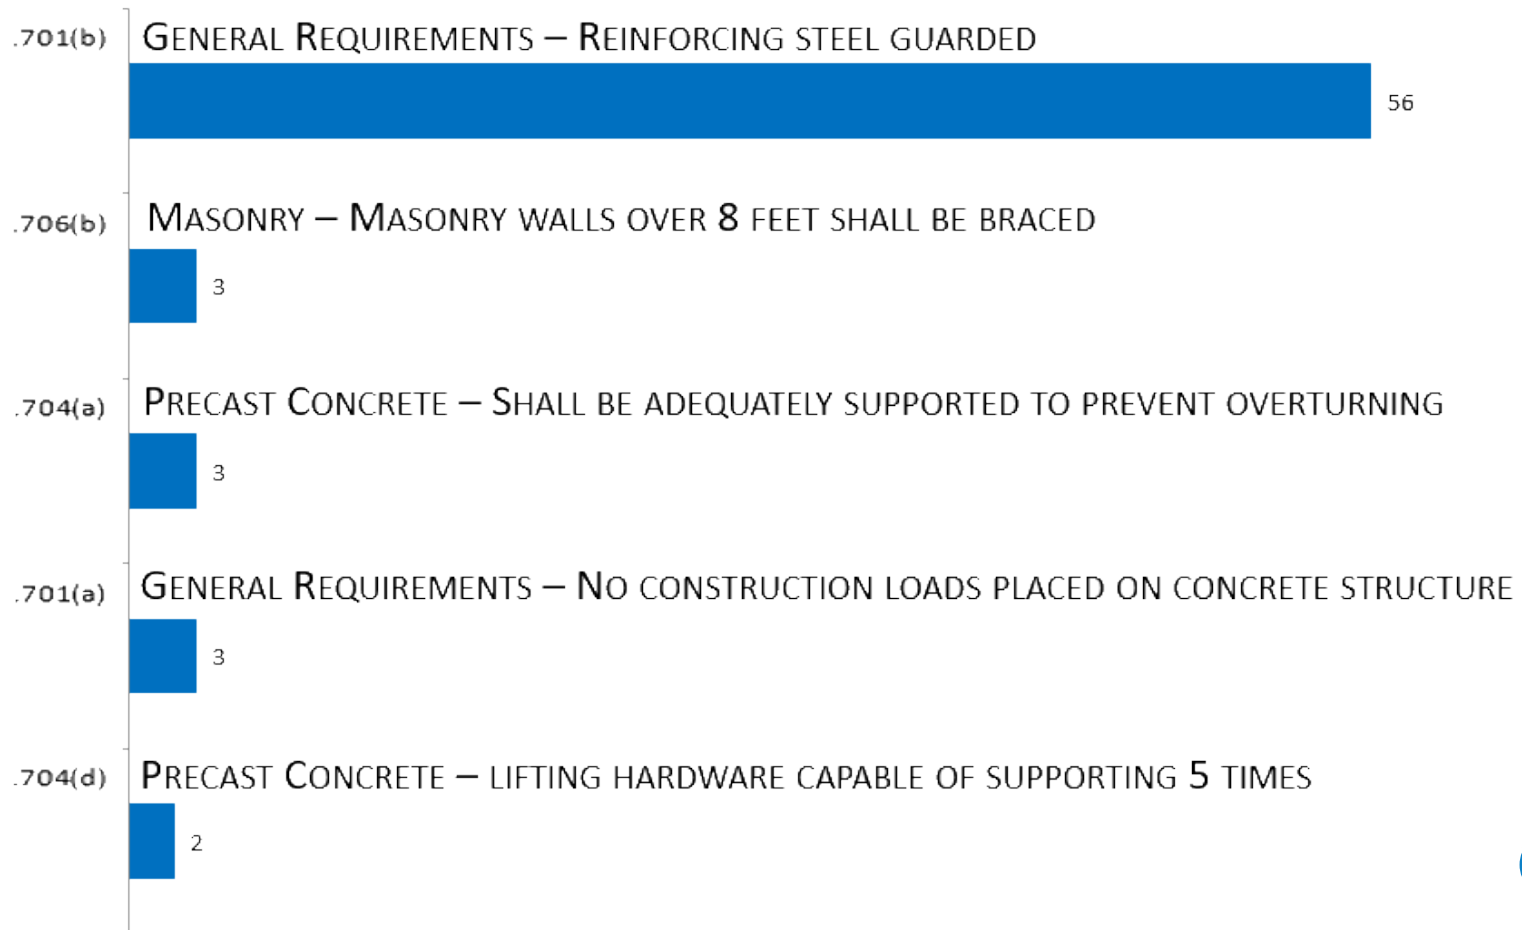 .701(b) GENERAL REQUIREMENTS – REINFORCING STEEL GUARDED
56
.706(b) MASONRY – MASONRY WALLS OVER 8 FEET SHALL BE BRACED
3
.704(a) PRECAST CONCRETE – SHALL BE ADEQUATELY SUPPORTED TO PREVENT OVERTURNING
3
.701(a) GENERAL REQUIREMENTS – NO CONSTRUCTION LOADS PLACED ON CONCRETE STRUCTURE
3
.704(d) PRECAST CONCRETE – LIFTING HARDWARE CAPABLE OF SUPPORTING 5 TIMES
2